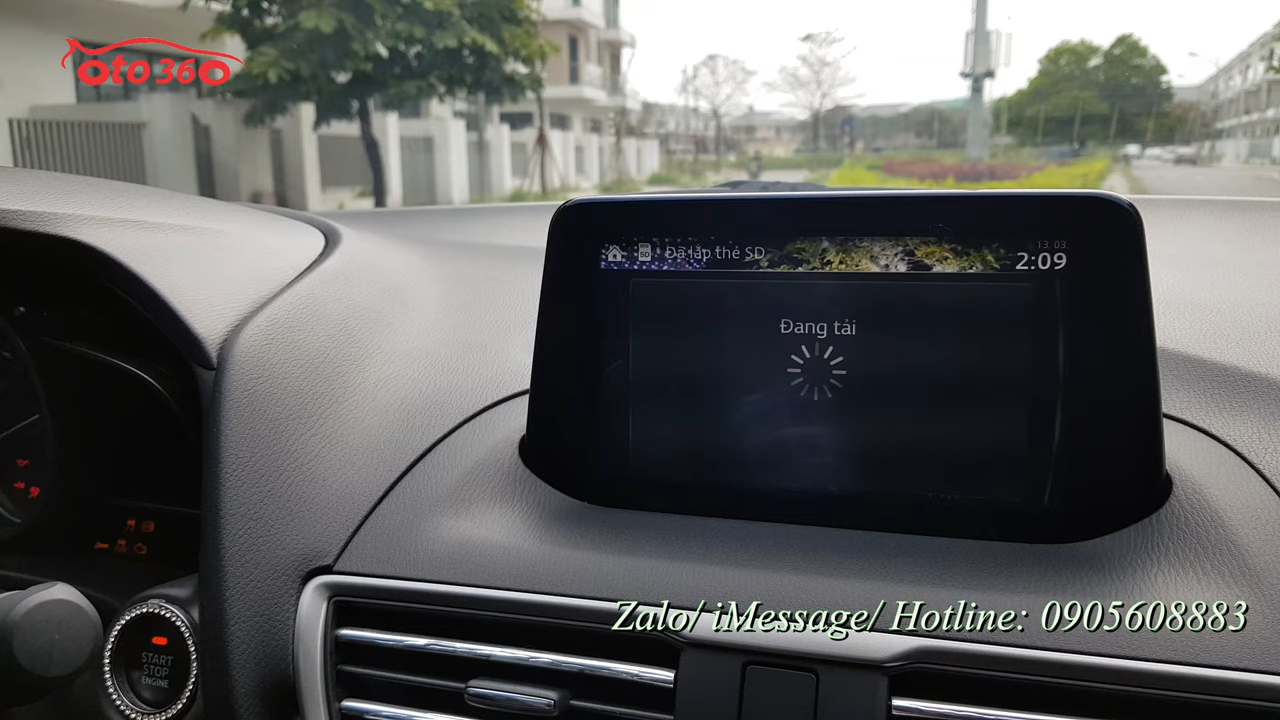 oto360
Đã lắp thẻ SD
13.03.
2:09
Đang tải
START
STOP
ENGINE
Zalo/ iMessage/ Hotline: 0905608883